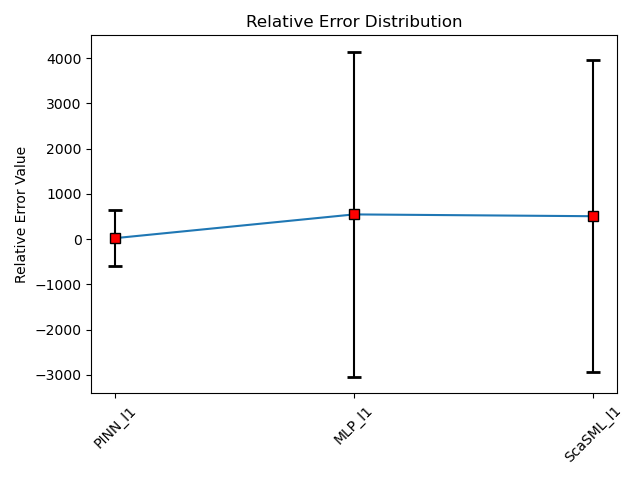 Relative Error Distribution
Relative Error Value
4000
3000
2000
1000
0
−1000
−2000
−3000
PINN_l1
MLP_l1
ScaSML_l1